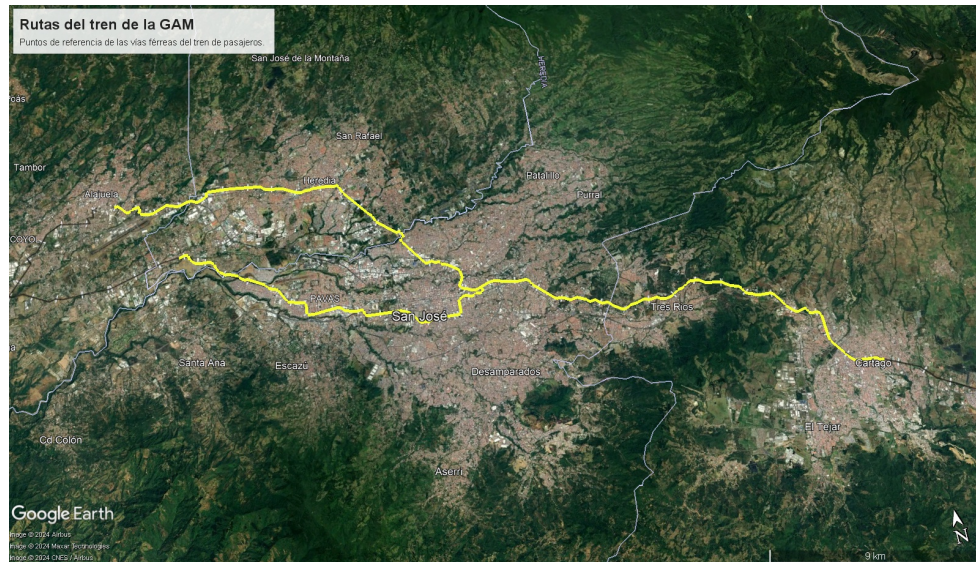 Rutas del tren de la GAM
Puntos de referencia de las vías férreas del tren de pasajeros.
San José de la Montaña
HEREDIA
San Rafael
Tambor
Patalillo
Heredia
Alajuela
Purral
COYOL
PAVAS
Tres Ríos
San José
Santa Ana
Escazú
Desamparados
Cartago
El Tejar
Cd Colón
Aserrí
Google Earth
Image © 2024 Airbus
Image © 2024 Maxar Technologies
Image © 2024 CNES / Airbus
N
9 km